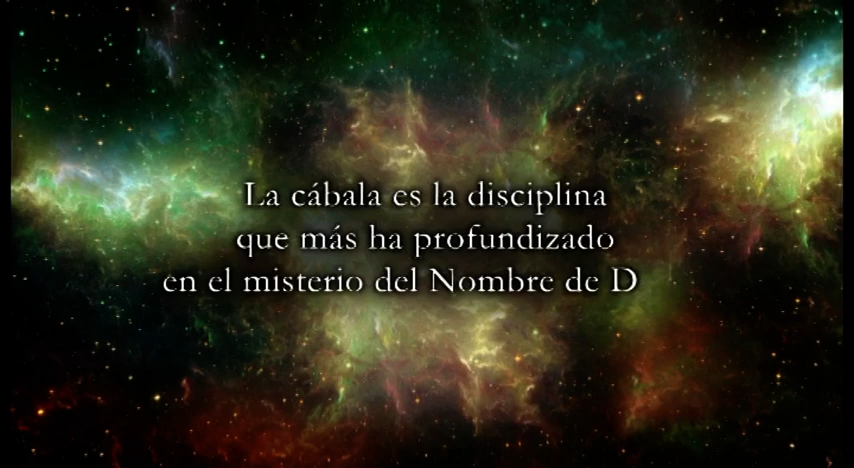 La cábala es la disciplina
que más ha profundizado
en el misterio del Nombre de D